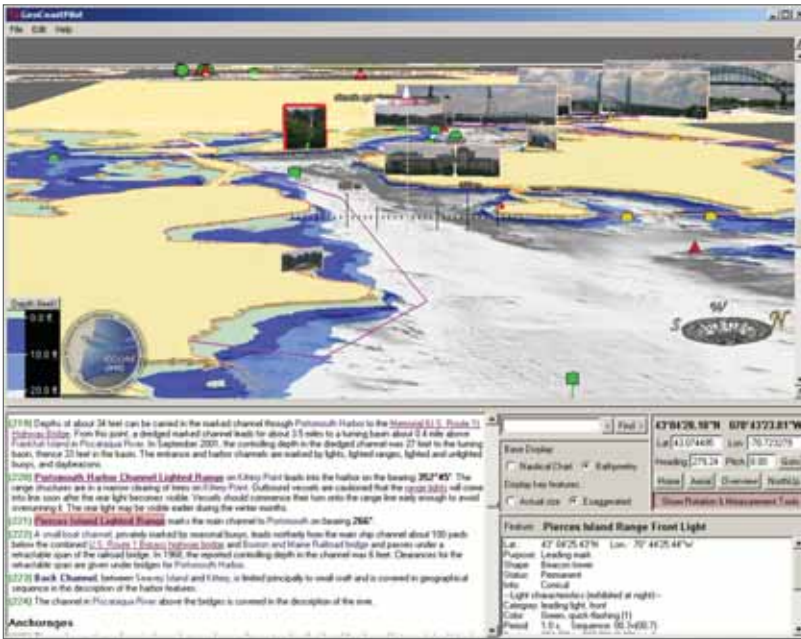 GeoCoastPilot
File Edit Help
Depth (feet)
0.0 ft
10.0 ft
20.0 ft
S W N
(219) Depths of about 34 feet can be carried in the marked channel through Portsmouth Harbor to the Memorial (U.S. Route 1)
Highway Bridge. From this point, a dredged marked channel leads for about 3.5 miles to a turning basin about 0.4 mile above
Frankfort Island in Piscataqua River. In September 2001, the controlling depth in the dredged channel was 27 feet to the turning
basin, thence 33 feet in the basin. The entrance and harbor channels are marked by lights, lighted ranges, lighted and unlighted
buoys, and daybeacons.
(220) Portsmouth Harbor Channel Lighted Range on Kittery Point leads into the harbor on the bearing 352°45'. The
range structures are in a narrow clearing of trees on Kittery Point. Outbound vessels are cautioned that the range lights will come
into line soon after the rear light becomes visible. Vessels should commence their turn onto the range line early enough to avoid
overrunning it. The rear light may be visible earlier during the winter months.
(221) Pierces Island Lighted Range marks the main channel to Portsmouth on bearing 266°.
(222) A small boat channel, privately marked by seasonal buoys, leads northerly from the main ship channel about 100 yards
below the combined U.S. Route 1 Bypass highway bridge and Boston and Maine Railroad bridge and passes under a
retractable span of the railroad bridge. In 1968, the reported controlling depth in the channel was 6 feet. Clearances for the
retractable span are given under bridges for Portsmouth Harbor.
(223) Back Channel, between Seavey Island and Kittery, is limited principally to small craft and is covered in geographical
sequence in the description of the harbor features.
(224) The channel in Piscataqua River above the bridges is covered in the description of the river.
Anchorages
Find
Base Display:
Nautical Chart Bathymetry
Display key features:
Actual size Exaggerated
43°04'28.18"N 070°43'23.81"W
Lat 43.074495 Lon -70.723279
Heading 279.24 Pitch 0.00 Goto
Home Aerial Overview NorthUp
Show Rotation & Measurement Tools
Feature: Pierces Island Range Front Light
Lat.: 43° 04'25.43"N Lon.: 70° 44'25.44"W
Purpose: Leading mark
Shape: Beacon tower
Status: Permanent
Info: Conical
--Light characteristics (exhibited at night)--
Category: leading light, front
Color: Green, quick-flashing (1)
Period: 1.0 s.